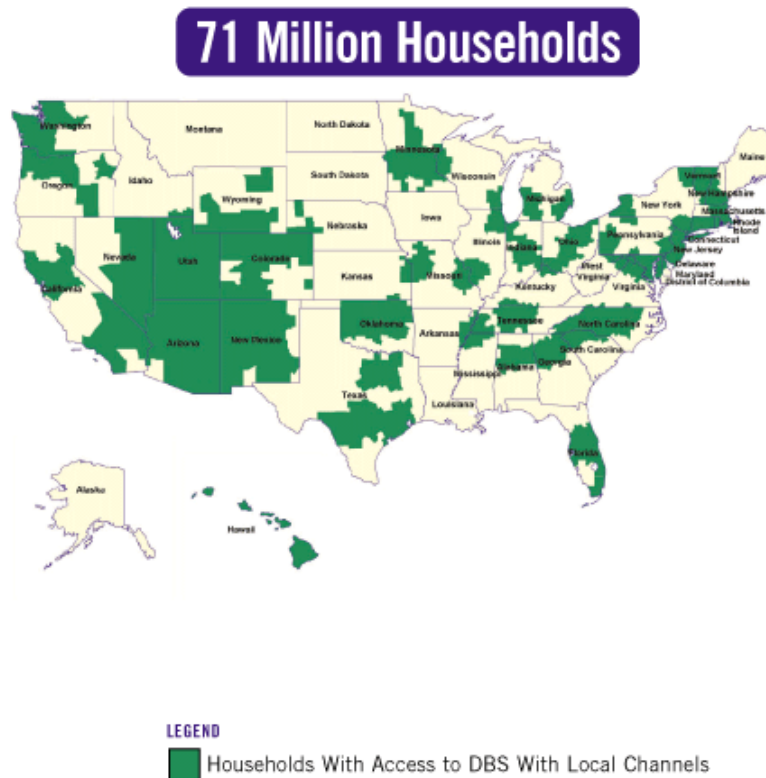 71 Million Households
Washington
Montana
North Dakota
Minnesota
Maine
Oregon
Idaho
Wyoming
South Dakota
Wisconsin
Michigan
Vermont
New Hampshire
New York
Massachusetts
Rhode
Island
Connecticut
Nevada
Utah
Colorado
Nebraska
Iowa
Illinois
Indiana
Ohio
Pennsylvania
New Jersey
Delaware
Maryland
District of Columbia
California
Kansas
Missouri
West
Virginia
Virginia
Kentucky
Arizona
New Mexico
Oklahoma
Arkansas
Tennessee
North Carolina
South Carolina
Texas
Louisiana
Mississippi
Alabama
Georgia
Florida
Alaska
Hawaii
LEGEND
Households With Access to DBS With Local Channels